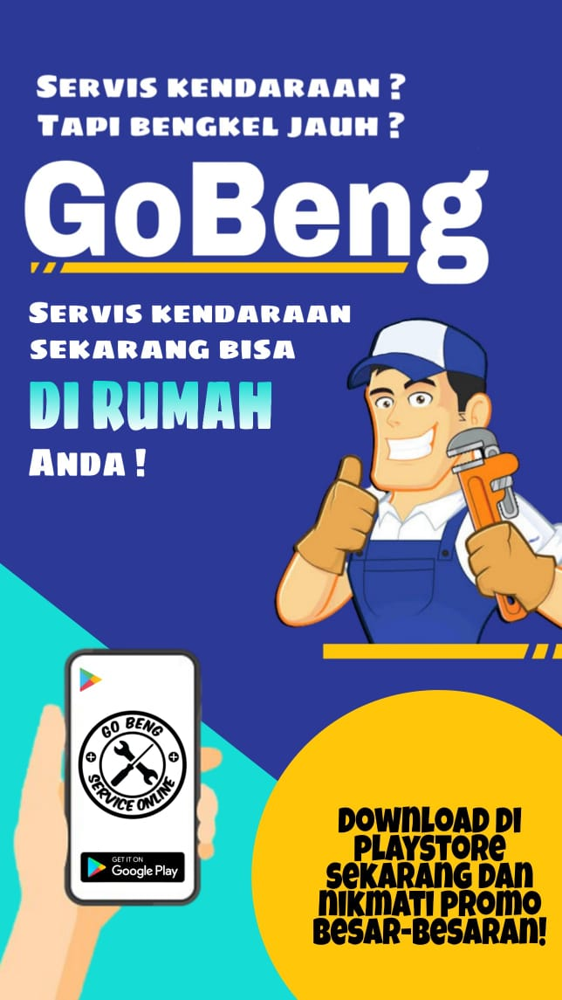 Servis kendaraan ?
Tapi bengkel jauh ?
GoBeng
Servis kendaraan
sekarang bisa
DI RUMAH
Anda !
GO BENG
SERVICE ONLINE
GET IT ON
Google Play
Download di
Playstore
sekarang dan
nikmati promo
besar-besaran!